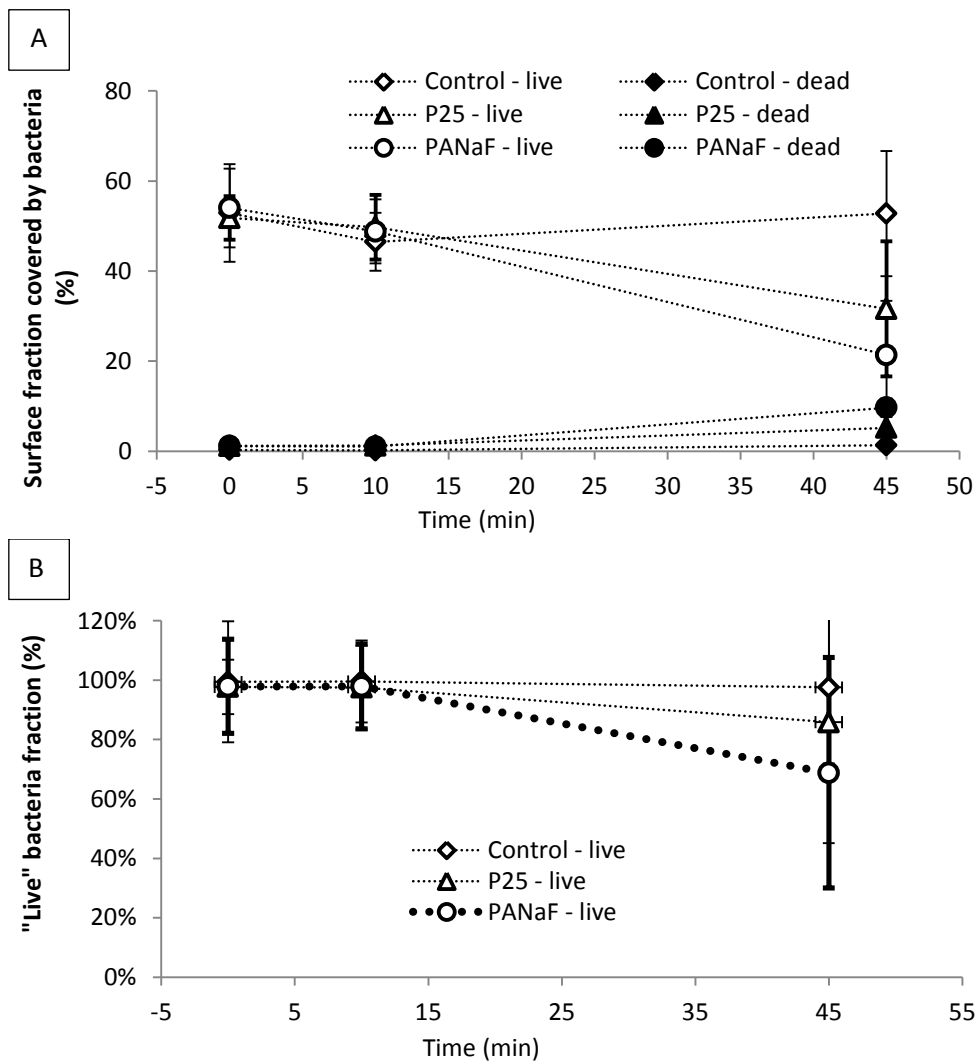 A
Control - live Control - dead
P25 - live P25 - dead
PANaF - live PANaF - dead
Surface fraction covered by bacteria
(%)
80
60
40
20
0
-5 0 5 10 15 20 25 30 35 40 45 50
Time (min)
B
"Live" bacteria fraction (%)
120%
100%
80%
60%
40%
20%
0%
Control - live
P25 - live
PANaF - live
-5 5 15 25 35 45 55
Time (min)